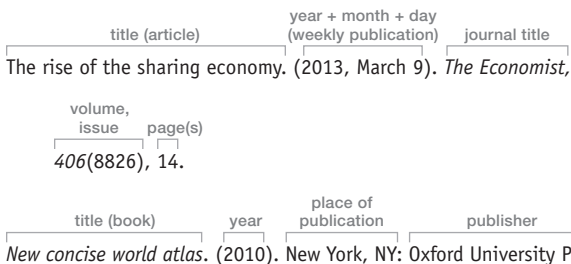 year + month + day
title (article) (weekly publication) journal title
The rise of the sharing economy. (2013, March 9). The Economist,
volume,
issue page(s)
406(8826), 14.
place of
title (book) year publication publisher
New concise world atlas. (2010). New York, NY: Oxford University P